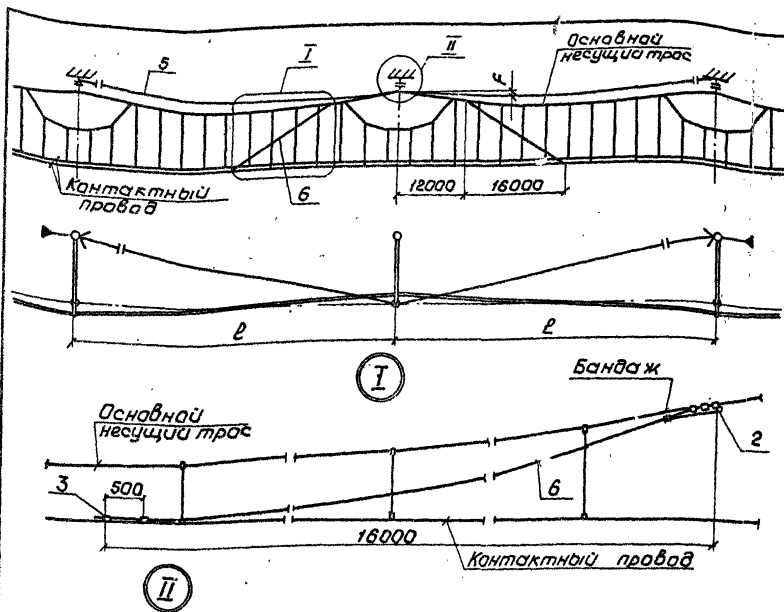 I
II
5
F
Основной
несущий трос
Контактный
провод
6
12000
16000
l
l
I
Основной
несущий трос
Бандаж
2
3
500
6
16000
Контактный провод
II